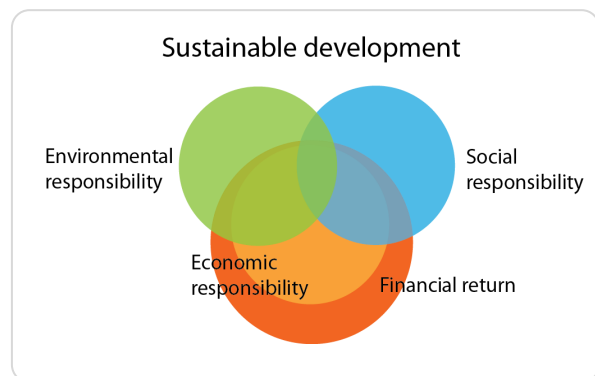 Sustainable development
Environmental
responsibility
Social
responsibility
Economic
responsibility
Financial return